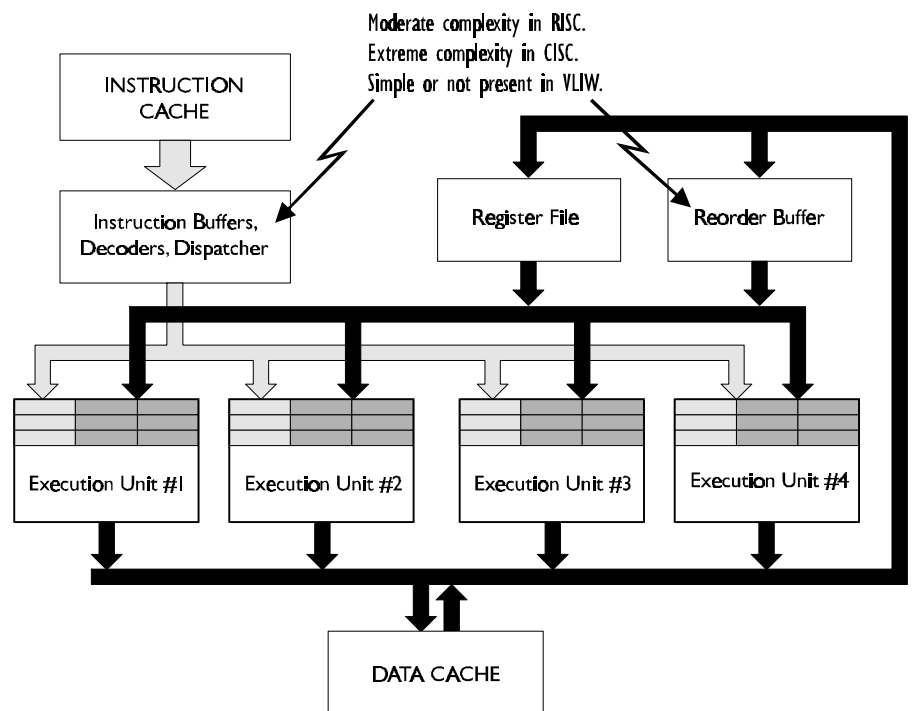 Moderate complexity in RISC.
Extreme complexity in CISC.
Simple or not present in VLIW.
INSTRUCTION
CACHE
Instruction Buffers,
Decoders, Dispatcher
Register File
Reorder Buffer
Execution Unit #1
Execution Unit #2
Execution Unit #3
Execution Unit #4
DATA CACHE